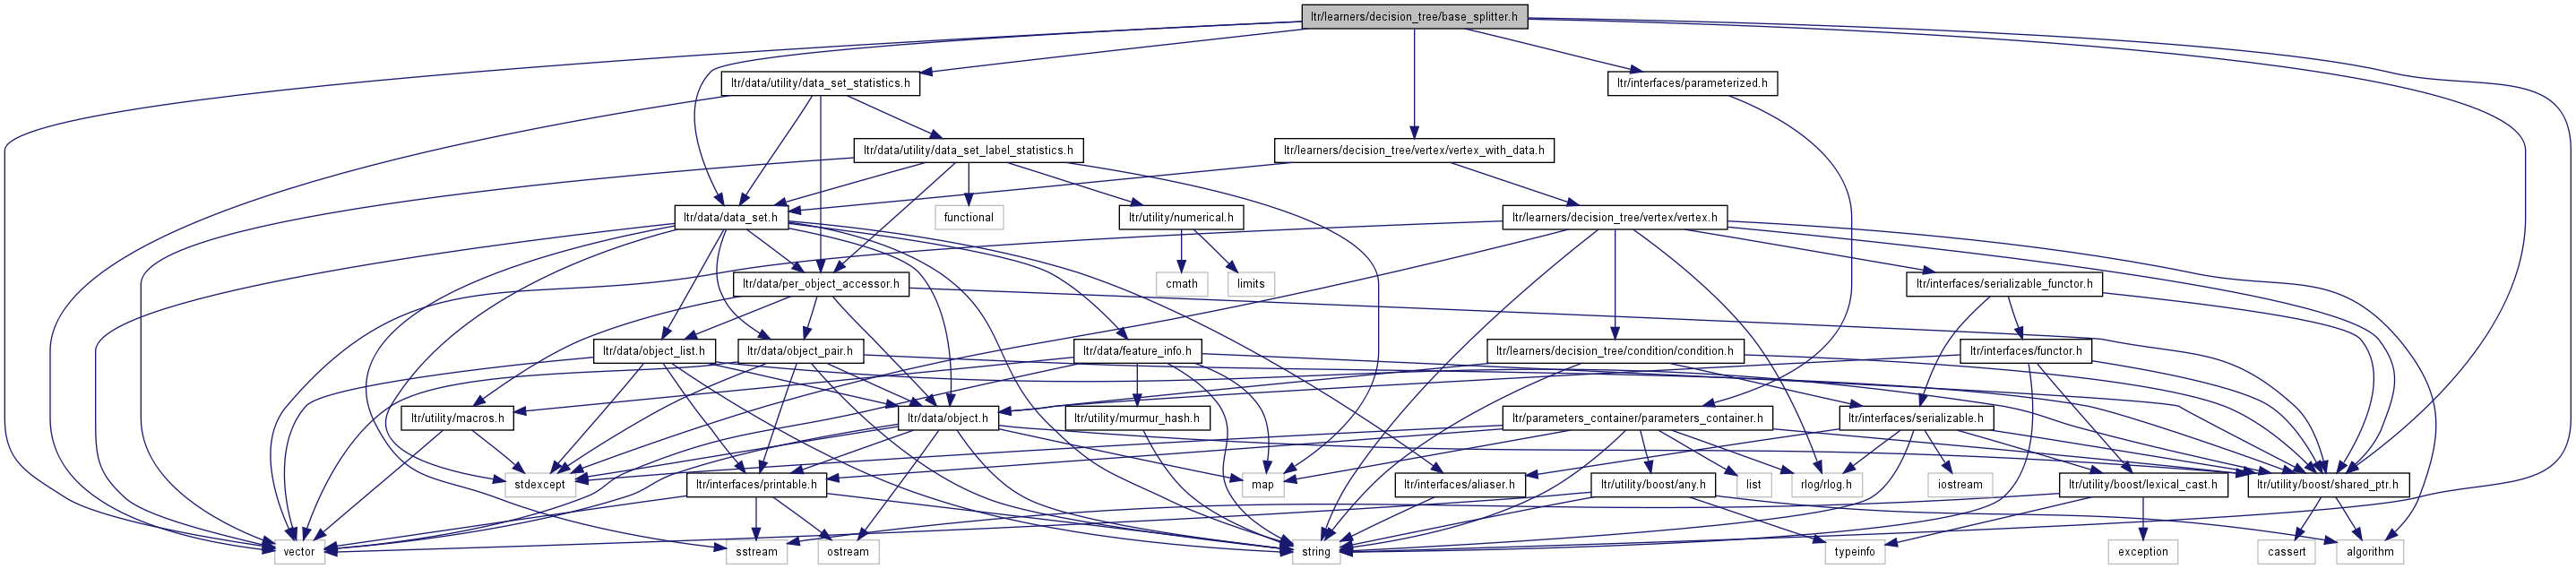 ltr/learners/decision_tree/base_splitter.h
ltr/data/utility/data_set_statistics.h
ltr/interfaces/parameterized.h
ltr/data/utility/data_set_label_statistics.h
ltr/learners/decision_tree/vertex/vertex_with_data.h
ltr/data/data_set.h
functional
ltr/utility/numerical.h
ltr/learners/decision_tree/vertex/vertex.h
ltr/data/per_object_accessor.h
cmath
limits
ltr/interfaces/serializable_functor.h
ltr/data/object_list.h
ltr/data/object_pair.h
ltr/data/feature_info.h
ltr/learners/decision_tree/condition/condition.h
ltr/interfaces/functor.h
ltr/utility/macros.h
ltr/data/object.h
ltr/utility/murmur_hash.h
ltr/parameters_container/parameters_container.h
ltr/interfaces/serializable.h
stdexcept
ltr/interfaces/printable.h
map
ltr/interfaces/aliaser.h
ltr/utility/boost/any.h
list
rlog/rlog.h
iostream
ltr/utility/boost/lexical_cast.h
ltr/utility/boost/shared_ptr.h
vector
sstream
ostream
string
typeinfo
exception
cassert
algorithm